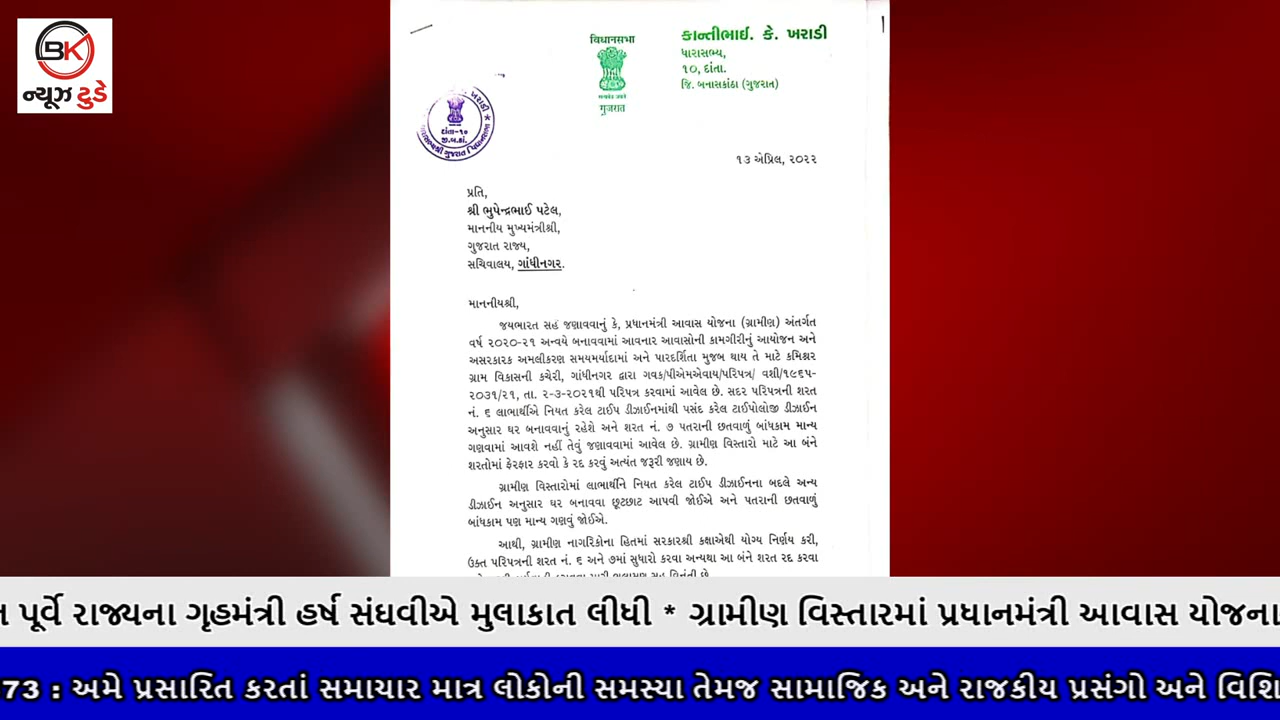 BK
ન્યૂઝ ટુડે
વિધાનસભા
ગુજરાત
કાન્તીભાઈ. કે. ખરાડી
ધારાસભ્ય,
૧૦, દાંતા.
જિ. બનાસકાંઠા (ગુજરાત)
દાંતા-૧૦
૧૩ એપ્રિલ, ૨૦૨૨
પ્રતિ,
શ્રી ભુપેન્દ્રભાઈ પટેલ,
માનનીય મુખ્યમંત્રીશ્રી,
ગુજરાત રાજ્ય,
સચિવાલય, ગાંધીનગર.
માનનીયશ્રી,
જયભારત સહ જણાવવાનું કે, પ્રધાનમંત્રી આવાસ યોજના (ગ્રામીણ) અંતર્ગત
વર્ષ ૨૦૨૦-૨૧ અન્વયે બનાવવામાં આવનાર આવાસોની કામગીરીનું આયોજન અને
અસરકારક અમલીકરણ સમયમર્યાદામાં અને પારદર્શિતા મુજબ થાય તે માટે કમિશ્નર
ગ્રામ વિકાસની કચેરી, ગાંધીનગર દ્વારા ગવક/પીએમએવાય/પરિપત્ર/ વશી/૧૯૬૫-
૨૦૩૧/૨૧, તા. ૨-૩-૨૦૨૧થી પરિપત્ર કરવામાં આવેલ છે. સદર પરિપત્રની શરત
નં. ૬ લાભાર્થીએ નિયત કરેલ ટાઈપ ડીઝાઈનમાંથી પસંદ કરેલ ટાઈપોલોજી ડીઝાઈન
અનુસાર ઘર બનાવવાનું રહેશે અને શરત નં. ૭ પતરાની છતવાળું બાંધકામ માન્ય
ગણવામાં આવશે નહીં તેવું જણાવવામાં આવેલ છે. ગ્રામીણ વિસ્તારો માટે આ બંને
શરતોમાં ફેરફાર કરવો કે રદ કરવું અત્યંત જરૂરી જણાય છે.
ગ્રામીણ વિસ્તારોમાં લાભાર્થીને નિયત કરેલ ટાઈપ ડીઝાઈનના બદલે અન્ય
ડીઝાઈન અનુસાર ઘર બનાવવા છૂટછાટ આપવી જોઈએ અને પતરાની છતવાળું
બાંધકામ પણ માન્ય ગણવું જોઈએ.
આથી, ગ્રામીણ નાગરિકોના હિતમાં સરકારશ્રી કક્ષાએથી યોગ્ય નિર્ણય કરી,
ઉક્ત પરિપત્રની શરત નં. ૬ અને ૭માં સુધારો કરવા અન્યથા આ બંને શરત રદ કરવા
પૂર્વે રાજ્યના ગૃહમંત્રી હર્ષ સંઘવીએ મુલાકાત લીધી * ગ્રામીણ વિસ્તારમાં પ્રધાનમંત્રી આવાસ યોજના
73 : અમે પ્રસારિત કરતાં સમાચાર માત્ર લોકોની સમસ્યા તેમજ સામાજિક અને રાજકીય પ્રસંગો અને વિશિ